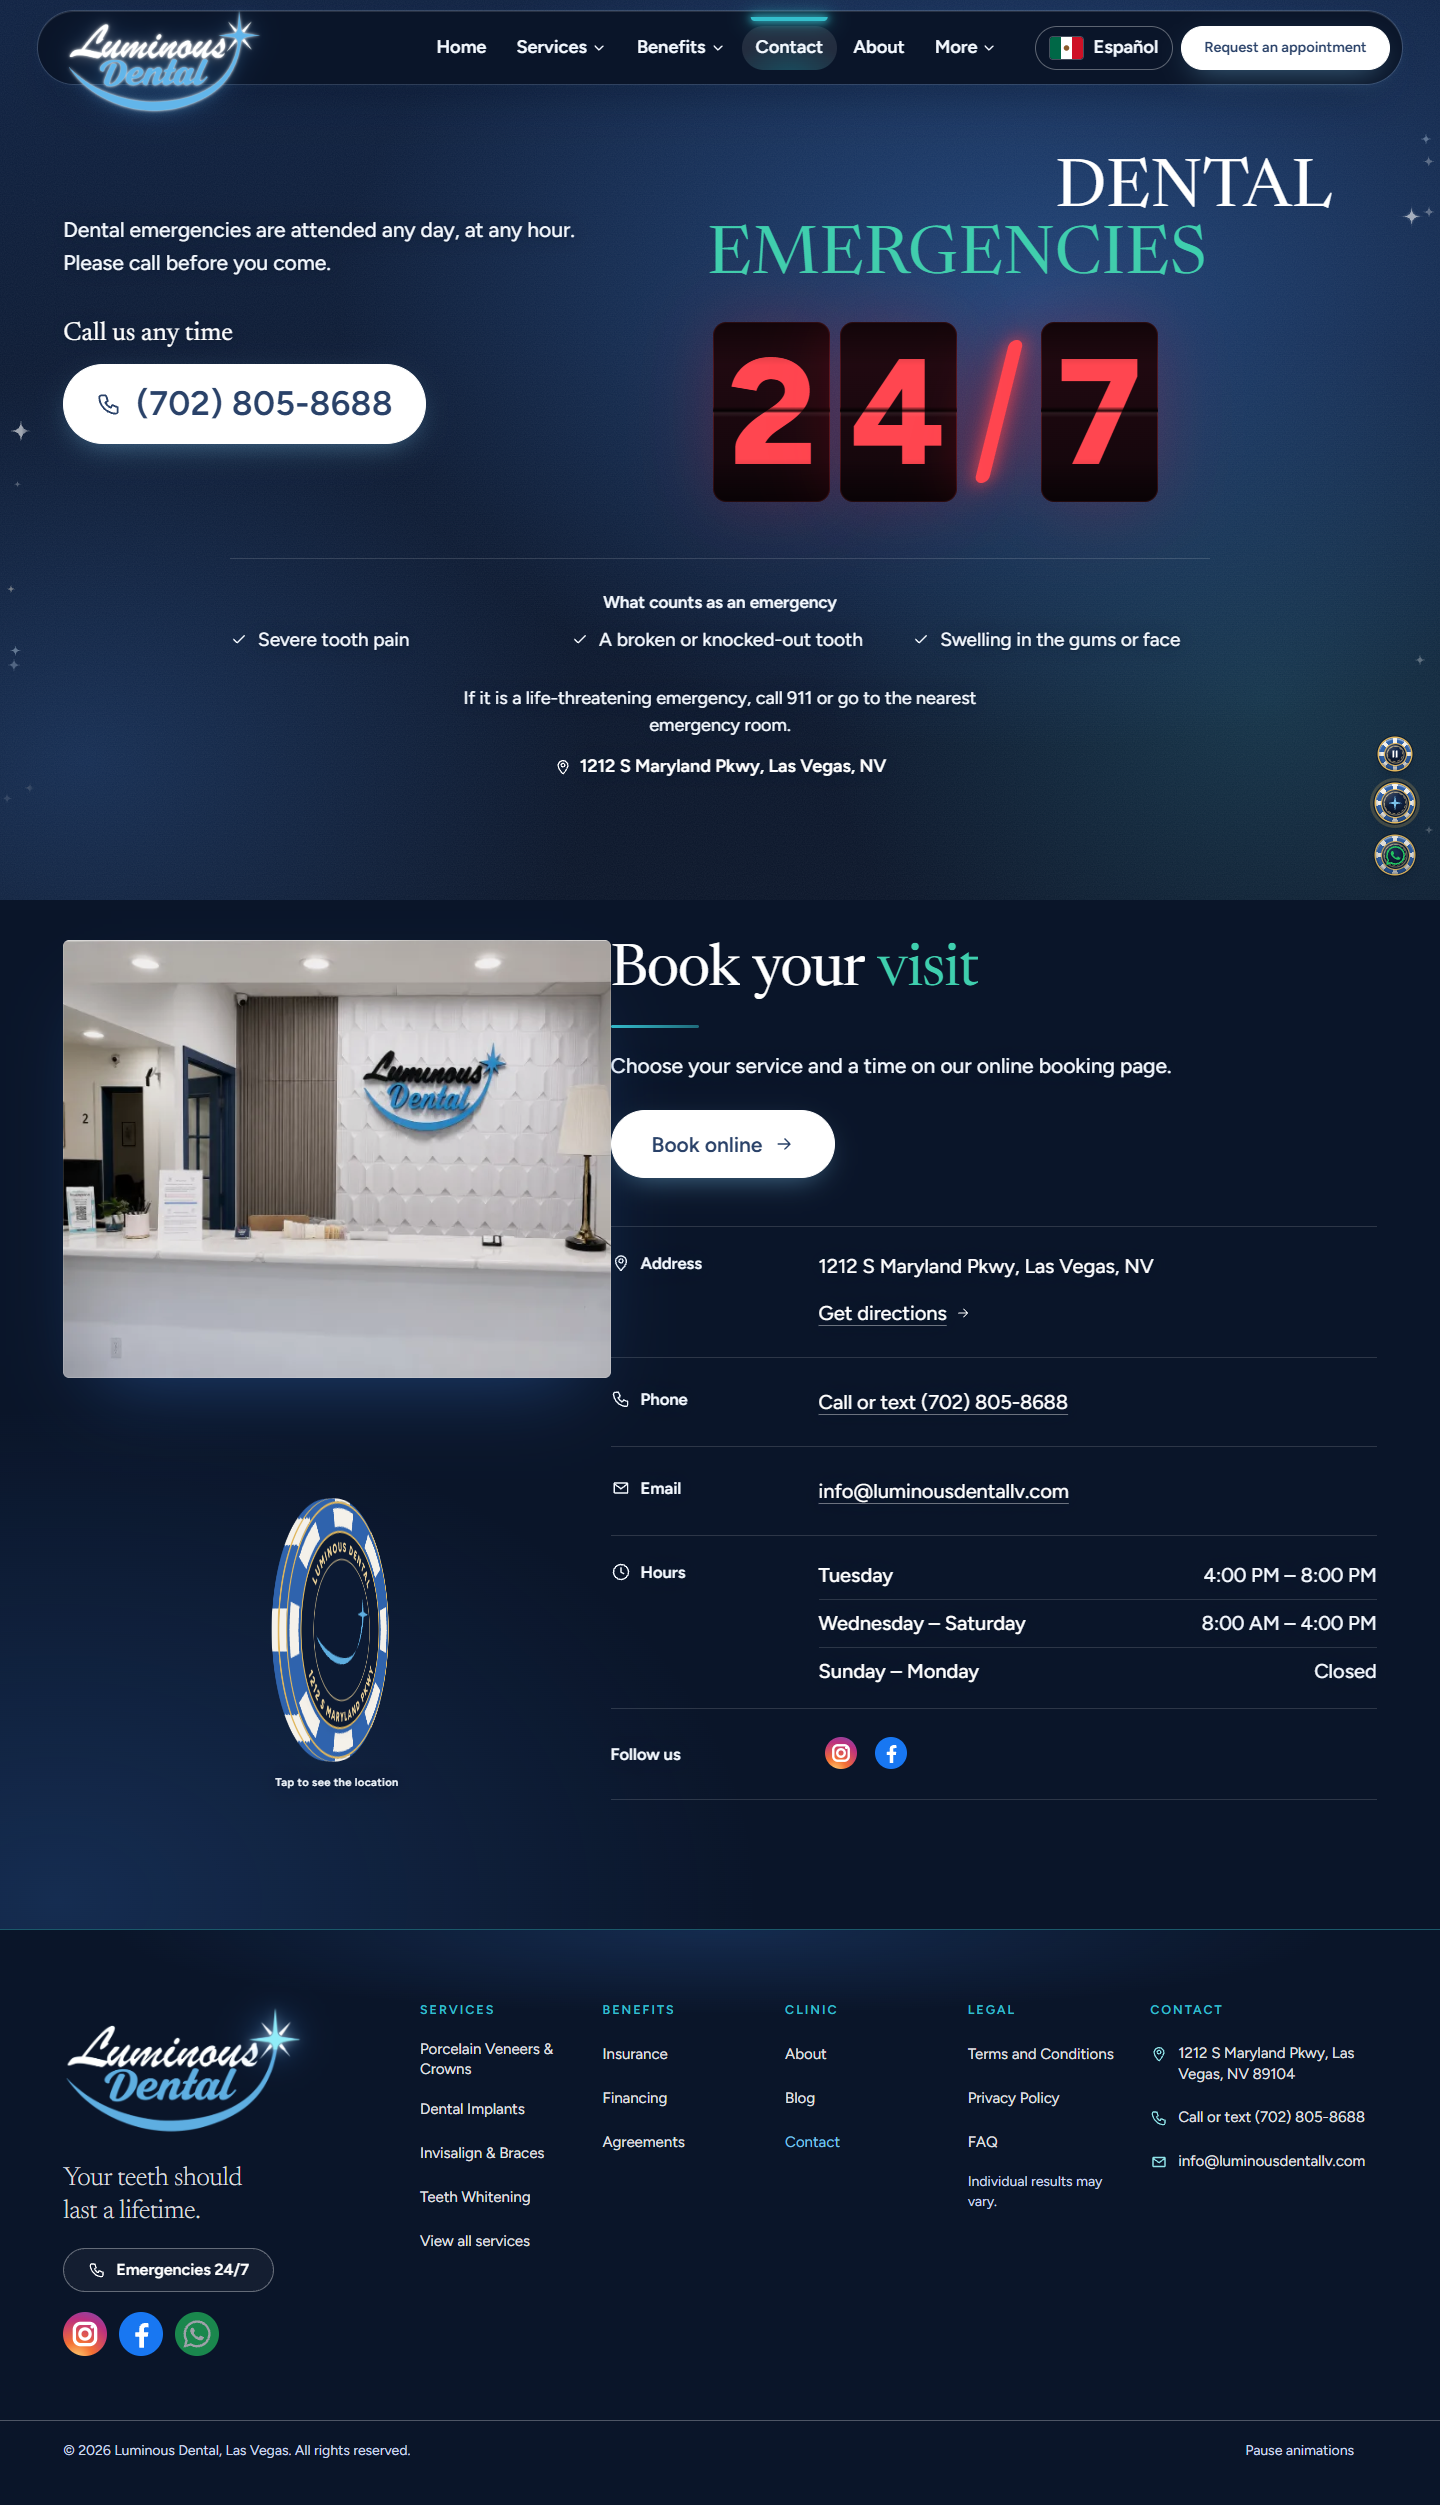 Luminous
Dental
Home
Services
Benefits
Contact
About
More
Español
Request an appointment
DENTAL
EMERGENCIES
Dental emergencies are attended any day, at any hour.
Please call before you come.
Call us any time
(702) 805-8688
24/7
What counts as an emergency
Severe tooth pain
A broken or knocked-out tooth
Swelling in the gums or face
If it is a life-threatening emergency, call 911 or go to the nearest
emergency room.
1212 S Maryland Pkwy, Las Vegas, NV
Luminous
Dental
2
Book your visit
Choose your service and a time on our online booking page.
Book online
Address
1212 S Maryland Pkwy, Las Vegas, NV
Get directions
Phone
Call or text (702) 805-8688
Email
info@luminousdentallv.com
Hours
Tuesday
4:00 PM – 8:00 PM
Wednesday – Saturday
8:00 AM – 4:00 PM
Sunday – Monday
Closed
Follow us
LUMINOUS DENTAL
1212 S MARYLAND PKWY
Tap to see the location
Luminous
Dental
Your teeth should
last a lifetime.
Emergencies 24/7
SERVICES
Porcelain Veneers &
Crowns
Dental Implants
Invisalign & Braces
Teeth Whitening
View all services
BENEFITS
Insurance
Financing
Agreements
CLINIC
About
Blog
Contact
LEGAL
Terms and Conditions
Privacy Policy
FAQ
Individual results may
vary.
CONTACT
1212 S Maryland Pkwy, Las
Vegas, NV 89104
Call or text (702) 805-8688
info@luminousdentallv.com
© 2026 Luminous Dental, Las Vegas. All rights reserved.
Pause animations